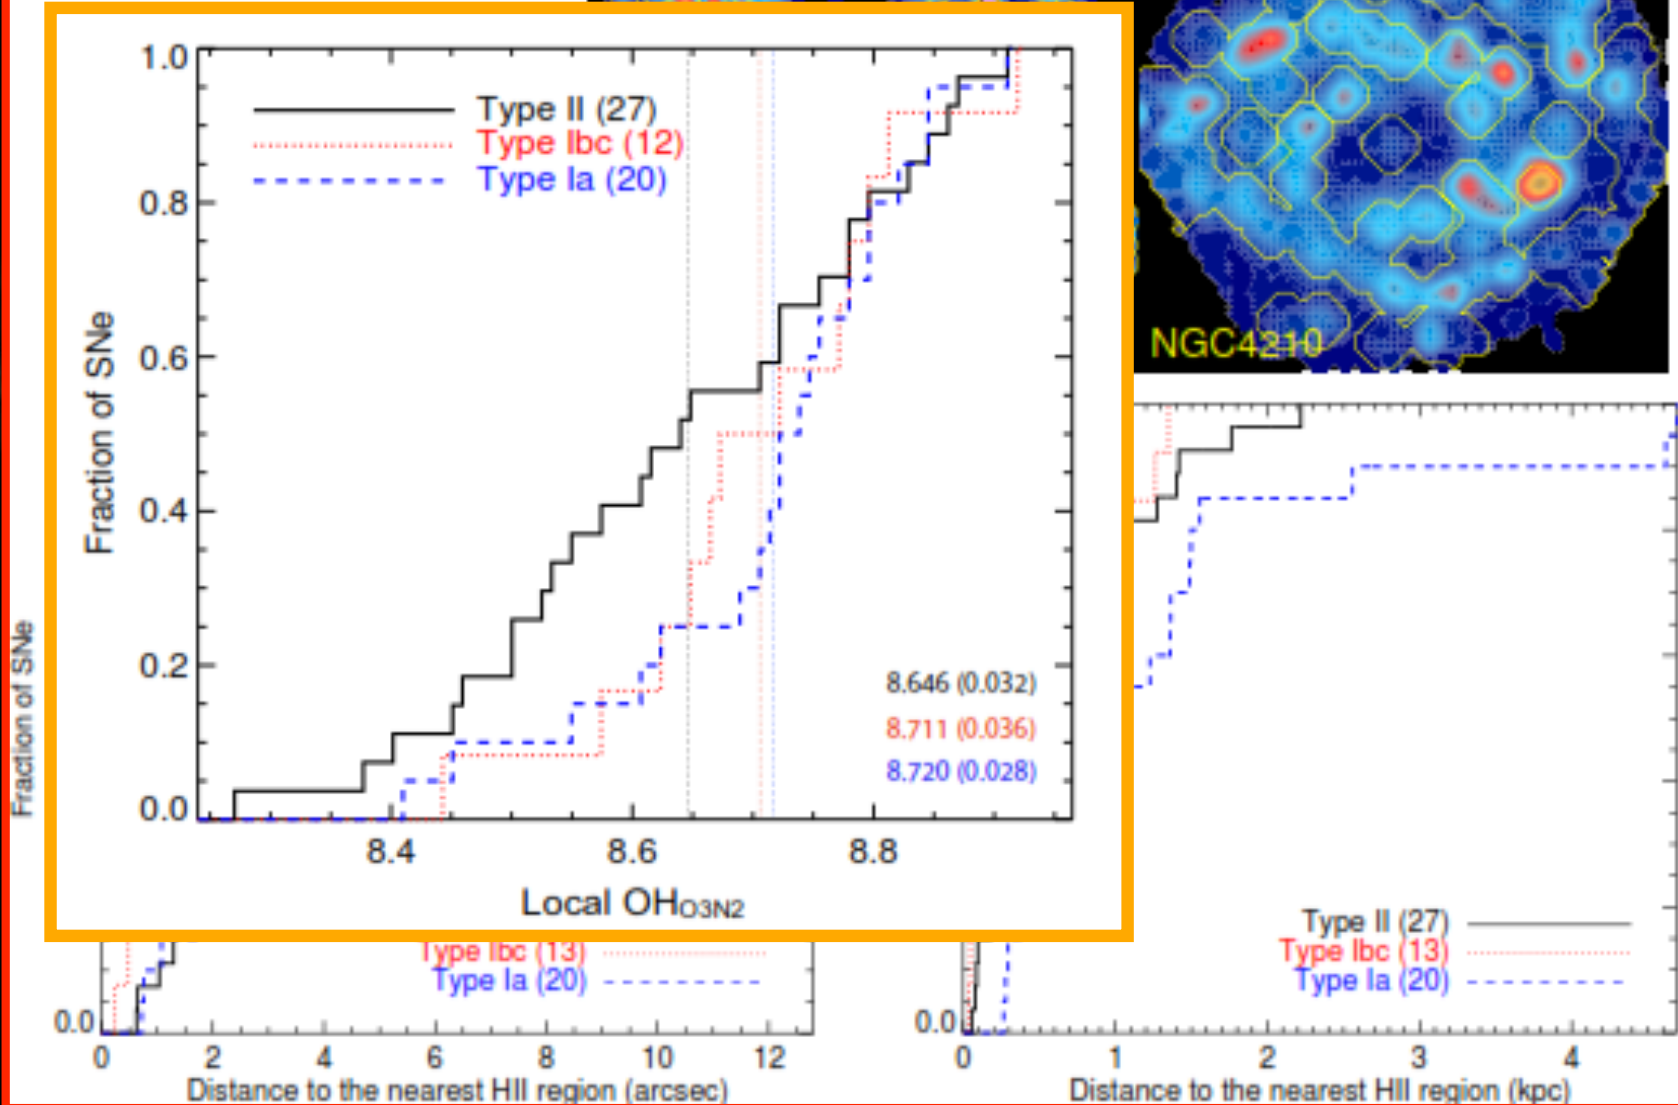 1.0
Type II (27)
Type Ibc (12)
Type Ia (20)
0.8
0.6
0.4
0.2
0.0
Fraction of SNe
8.646 (0.032)
8.711 (0.036)
8.720 (0.028)
8.4 8.6 8.8
Local OHO3N2
NGC4210
Fraction of SNe
Type Ibc (13)
Type Ia (20)
0.0
0 2 4 6 8 10 12
Distance to the nearest HII region (arcsec)
Type II (27)
Type Ibc (13)
Type Ia (20)
0.0
0 1 2 3 4
Distance to the nearest HII region (kpc)